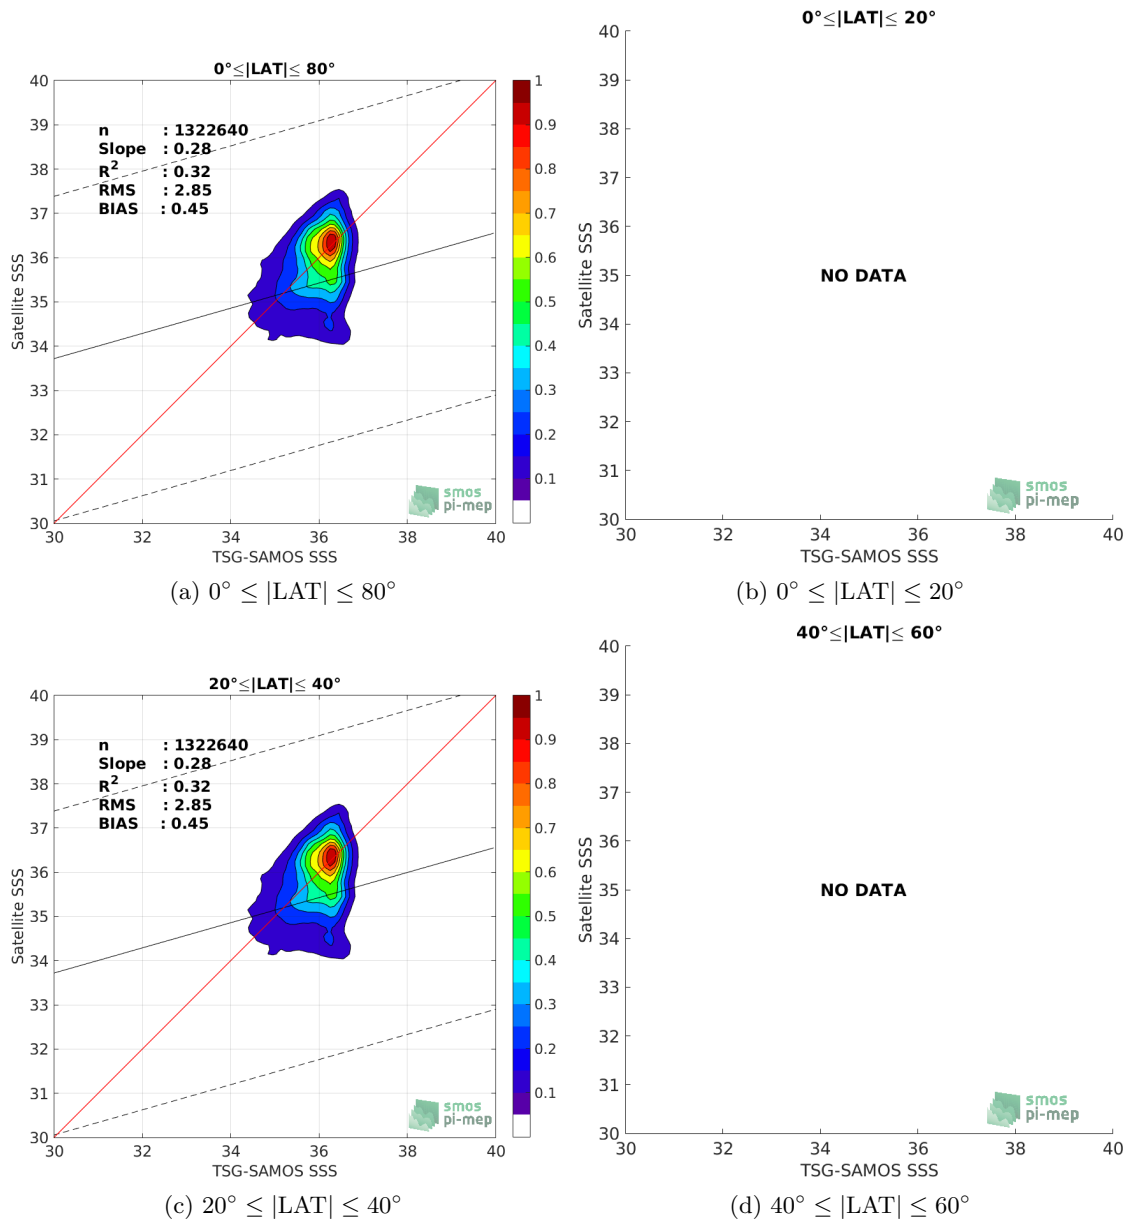 0°≤|LAT|≤ 80°
n : 1322640
Slope : 0.28
R² : 0.32
RMS : 2.85
BIAS : 0.45
40
39
38
37
36
35
34
33
32
31
30
30 32 34 36 38 40
Satellite SSS
TSG-SAMOS SSS
1
0.9
0.8
0.7
0.6
0.5
0.4
0.3
0.2
0.1
smos
pi-mep
(a) 0° ≤ |LAT| ≤ 80°
0°≤|LAT|≤ 20°
40
39
38
37
36
35
34
33
32
31
30
30 32 34 36 38 40
Satellite SSS
NO DATA
TSG-SAMOS SSS
smos
pi-mep
(b) 0° ≤ |LAT| ≤ 20°
20°≤|LAT|≤ 40°
n : 1322640
Slope : 0.28
R² : 0.32
RMS : 2.85
BIAS : 0.45
40
39
38
37
36
35
34
33
32
31
30
30 32 34 36 38 40
Satellite SSS
TSG-SAMOS SSS
1
0.9
0.8
0.7
0.6
0.5
0.4
0.3
0.2
0.1
smos
pi-mep
(c) 20° ≤ |LAT| ≤ 40°
40°≤|LAT|≤ 60°
40
39
38
37
36
35
34
33
32
31
30
30 32 34 36 38 40
Satellite SSS
NO DATA
TSG-SAMOS SSS
smos
pi-mep
(d) 40° ≤ |LAT| ≤ 60°